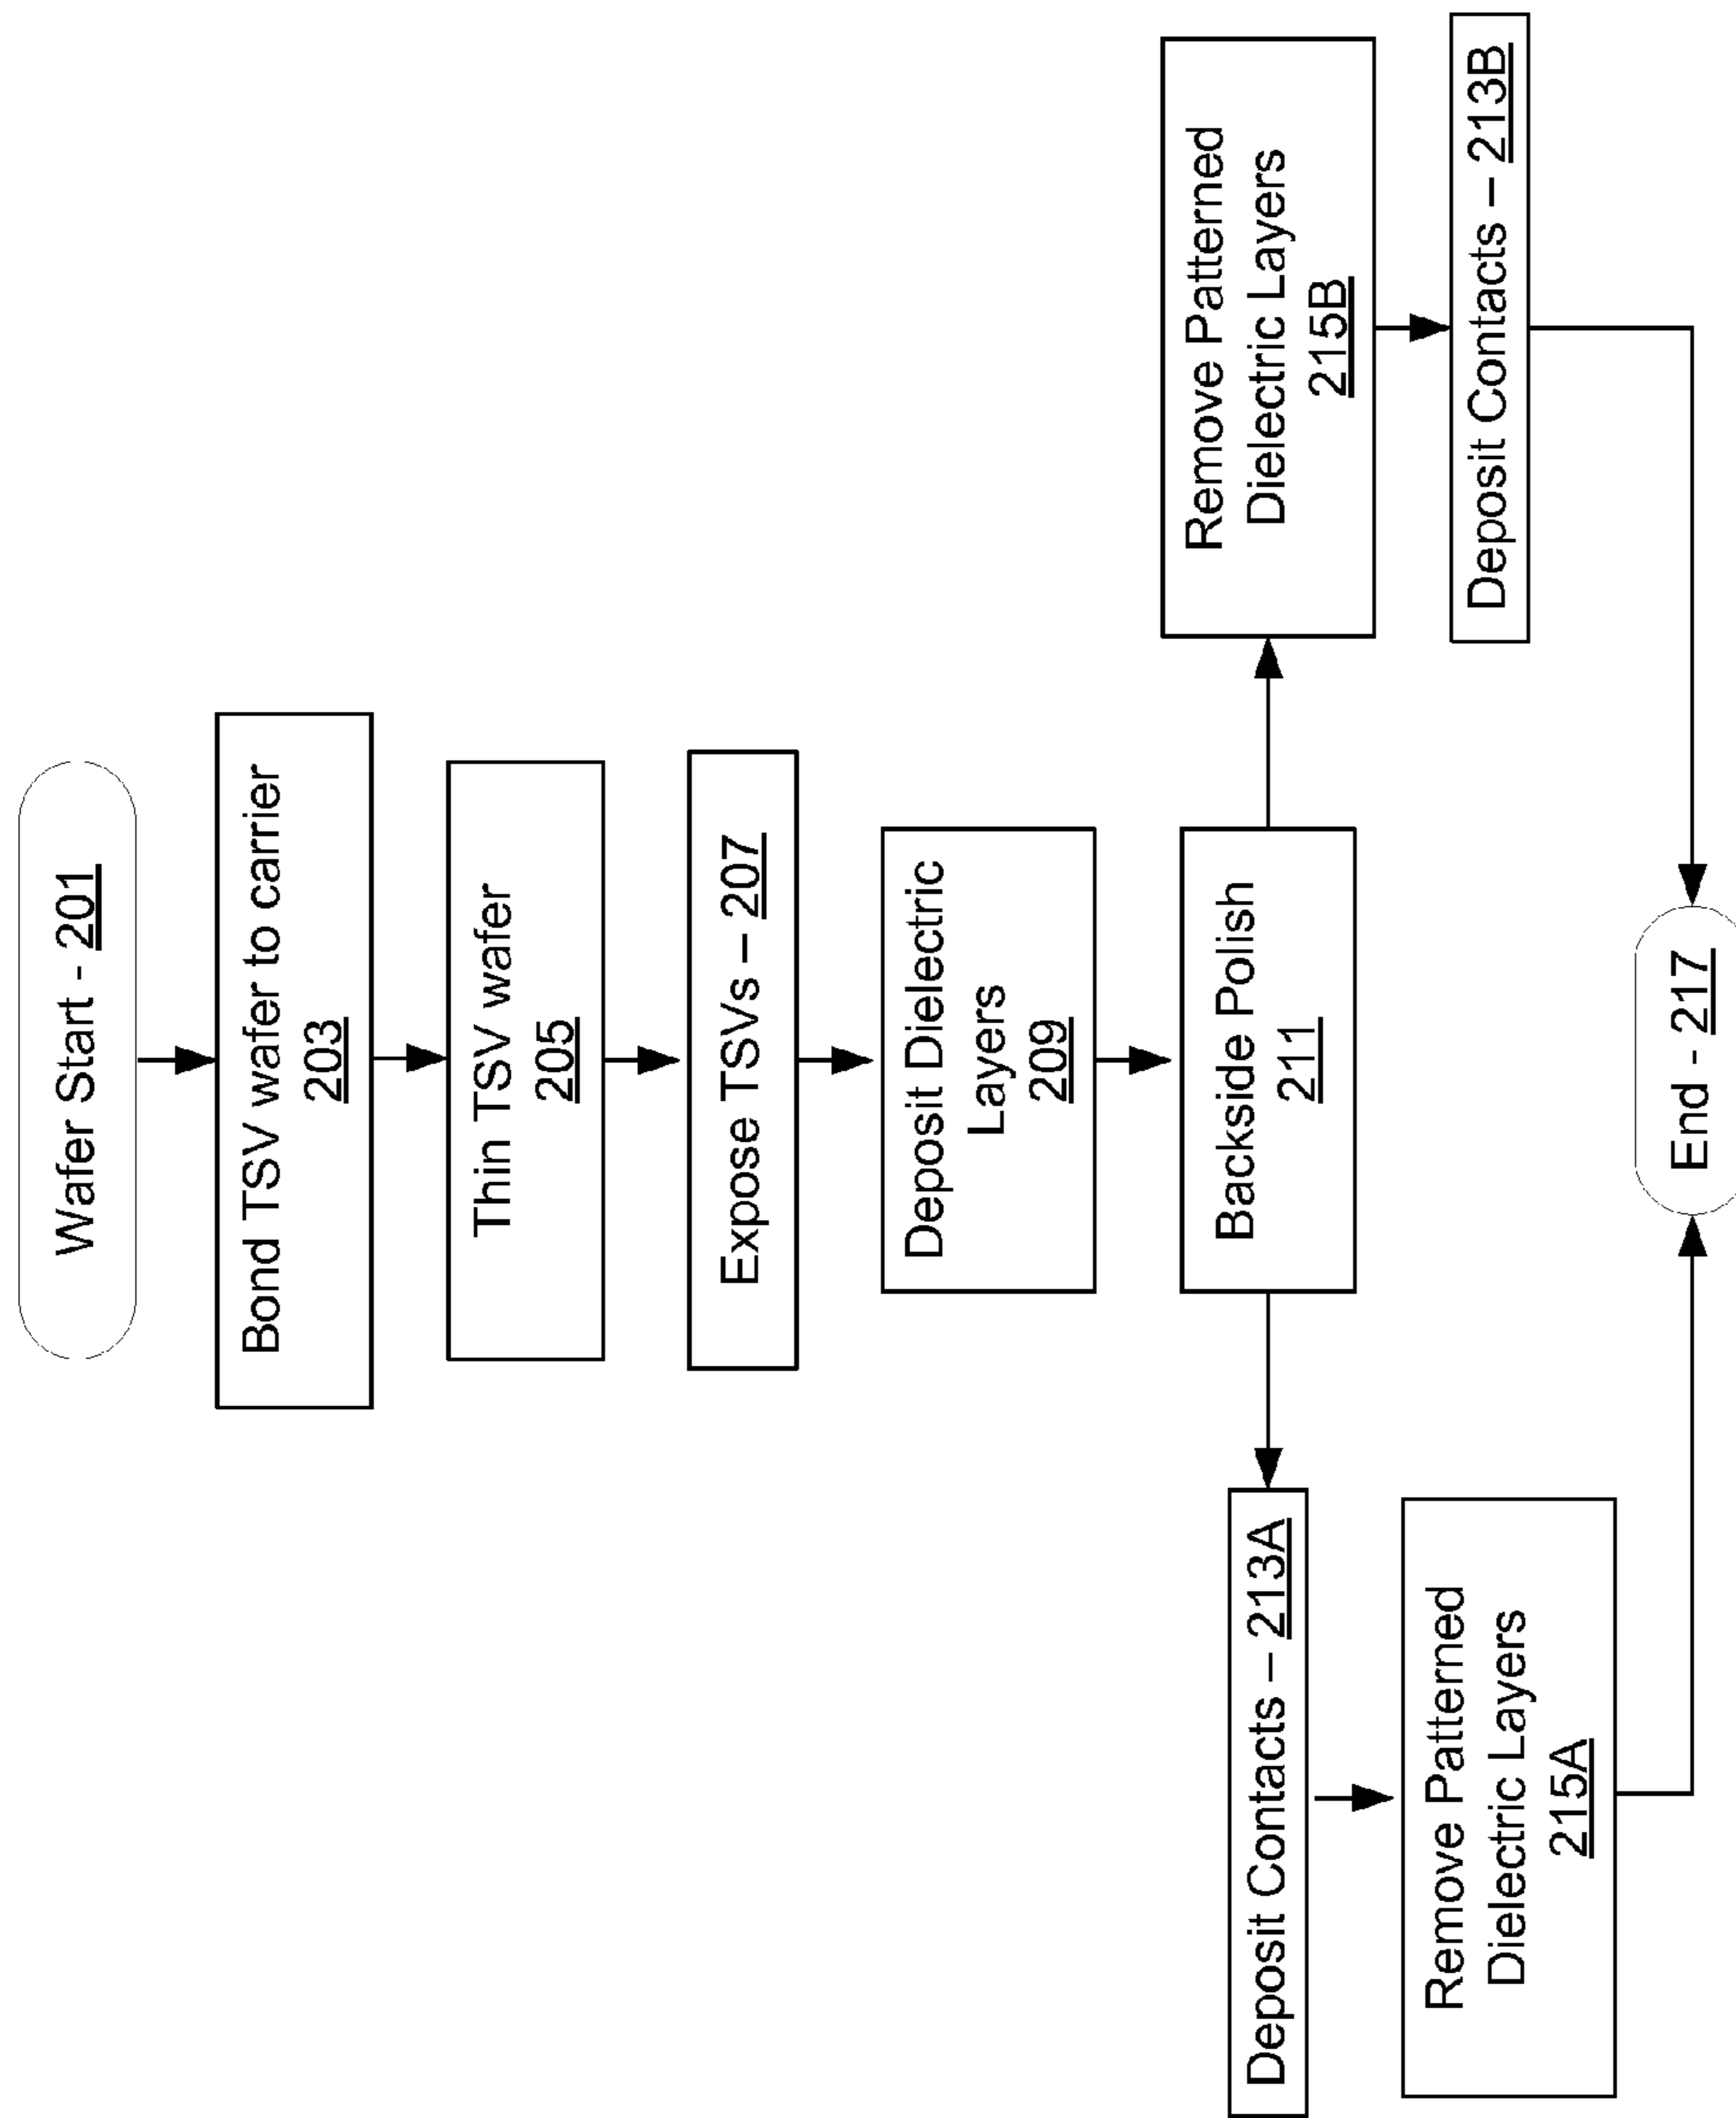 Wafer Start - 201
Bond TSV wafer to carrier
203
Thin TSV wafer
205
Expose TSVs – 207
Deposit Dielectric
Layers
209
Backside Polish
211
Deposit Contacts – 213A
Remove Patterned
Dielectric Layers
215A
Remove Patterned
Dielectric Layers
215B
Deposit Contacts – 213B
End - 217